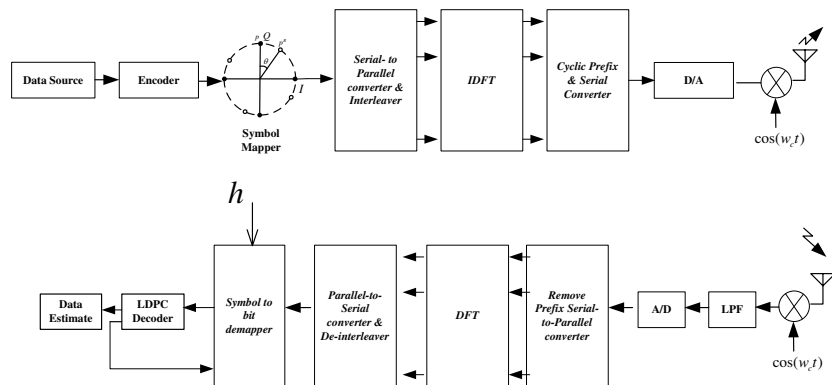 Data Source
Encoder
P Q
p^n
θ
I
Symbol
Mapper
Serial- to
Parallel
converter &
Interleaver
IDFT
Cyclic Prefix
& Serial
Converter
D/A
cos(w_c t)
h
Data
Estimate
LDPC
Decoder
Symbol to
bit
demapper
Parallel-to-
Serial
converter &
De-interleaver
DFT
Remove
Prefix Serial-
to-Parallel
converter
A/D
LPF
cos(w_c t)